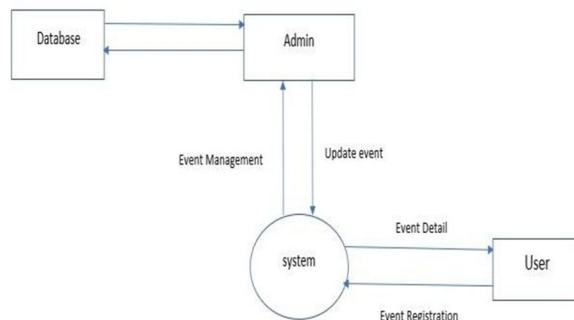 Database
Admin
Event Management
Update event
Event Detail
system
User
Event Registration